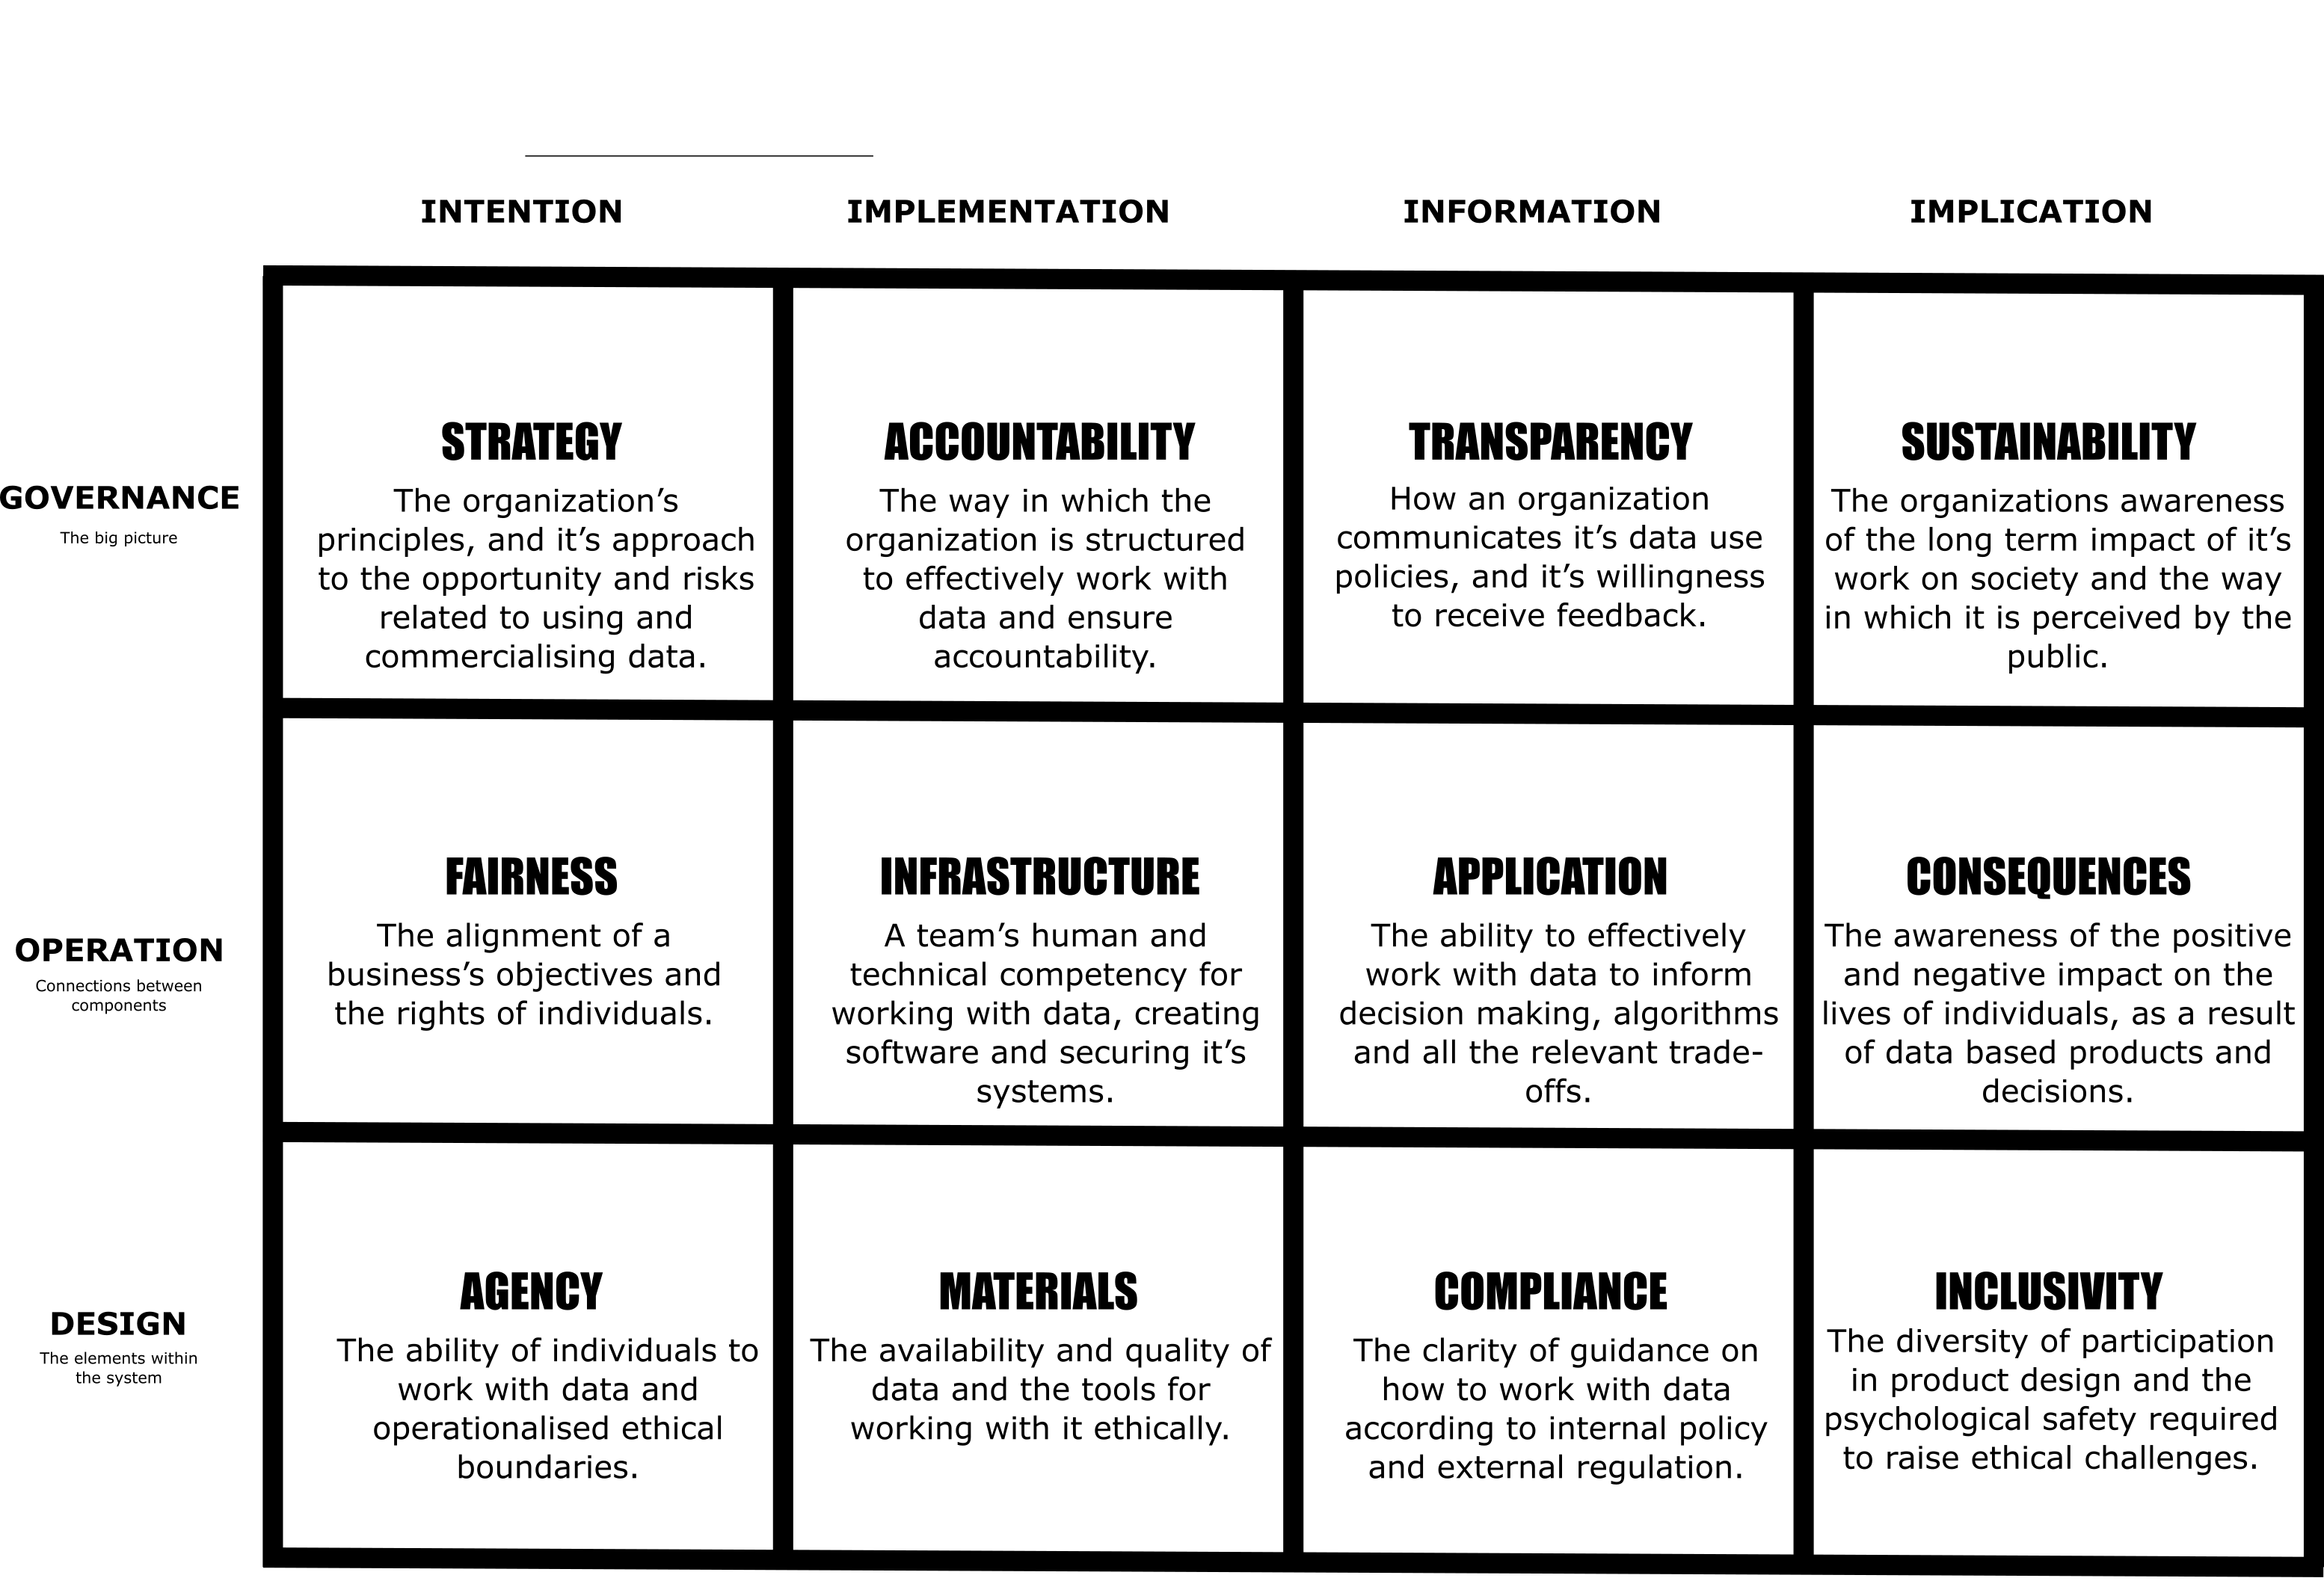 INTENTION
IMPLEMENTATION
INFORMATION
IMPLICATION
GOVERNANCE
The big picture
STRATEGY
The organization’s
principles, and it’s approach
to the opportunity and risks
related to using and
commercialising data.
ACCOUNTABILITY
The way in which the
organization is structured
to effectively work with
data and ensure
accountability.
TRANSPARENCY
How an organization
communicates it’s data use
policies, and it’s willingness
to receive feedback.
SUSTAINABILITY
The organizations awareness
of the long term impact of it’s
work on society and the way
in which it is perceived by the
public.
OPERATION
Connections between
components
FAIRNESS
The alignment of a
business’s objectives and
the rights of individuals.
INFRASTRUCTURE
A team’s human and
technical competency for
working with data, creating
software and securing it’s
systems.
APPLICATION
The ability to effectively
work with data to inform
decision making, algorithms
and all the relevant trade-
offs.
CONSEQUENCES
The awareness of the positive
and negative impact on the
lives of individuals, as a result
of data based products and
decisions.
DESIGN
The elements within
the system
AGENCY
The ability of individuals to
work with data and
operationalised ethical
boundaries.
MATERIALS
The availability and quality of
data and the tools for
working with it ethically.
COMPLIANCE
The clarity of guidance on
how to work with data
according to internal policy
and external regulation.
INCLUSIVITY
The diversity of participation
in product design and the
psychological safety required
to raise ethical challenges.